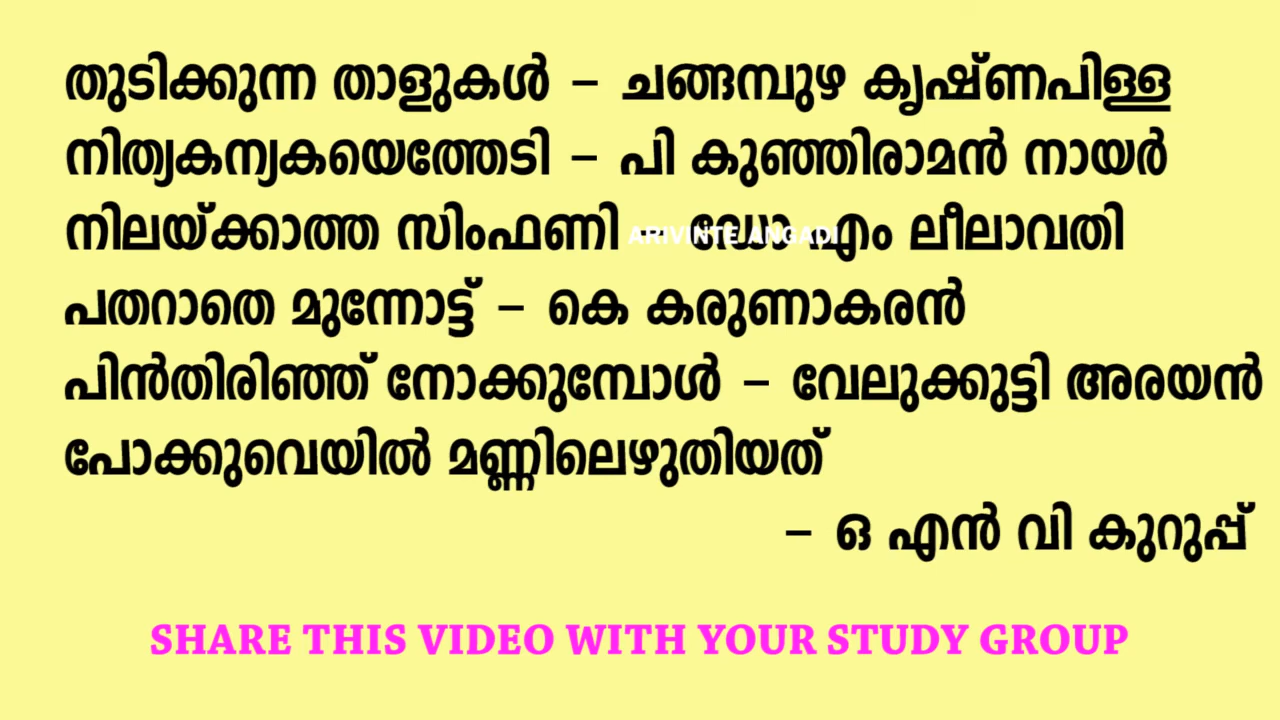 തുടിക്കുന്ന താളുകൾ – ചങ്ങമ്പുഴ കൃഷ്ണപിള്ള
നിത്യകന്യകയെത്തേടി – പി കുഞ്ഞിരാമൻ നായർ
നിലയ്ക്കാത്ത സിംഫണി – ഡോ എം ലീലാവതി
ARIVINTE ANGADI
പതറാതെ മുന്നോട്ട് – കെ കരുണാകരൻ
പിൻതിരിഞ്ഞ് നോക്കുമ്പോൾ – വേലുക്കുട്ടി അരയൻ
പോക്കുവെയിൽ മണ്ണിലെഴുതിയത്
– ഒ എൻ വി കുറുപ്പ്
SHARE THIS VIDEO WITH YOUR STUDY GROUP